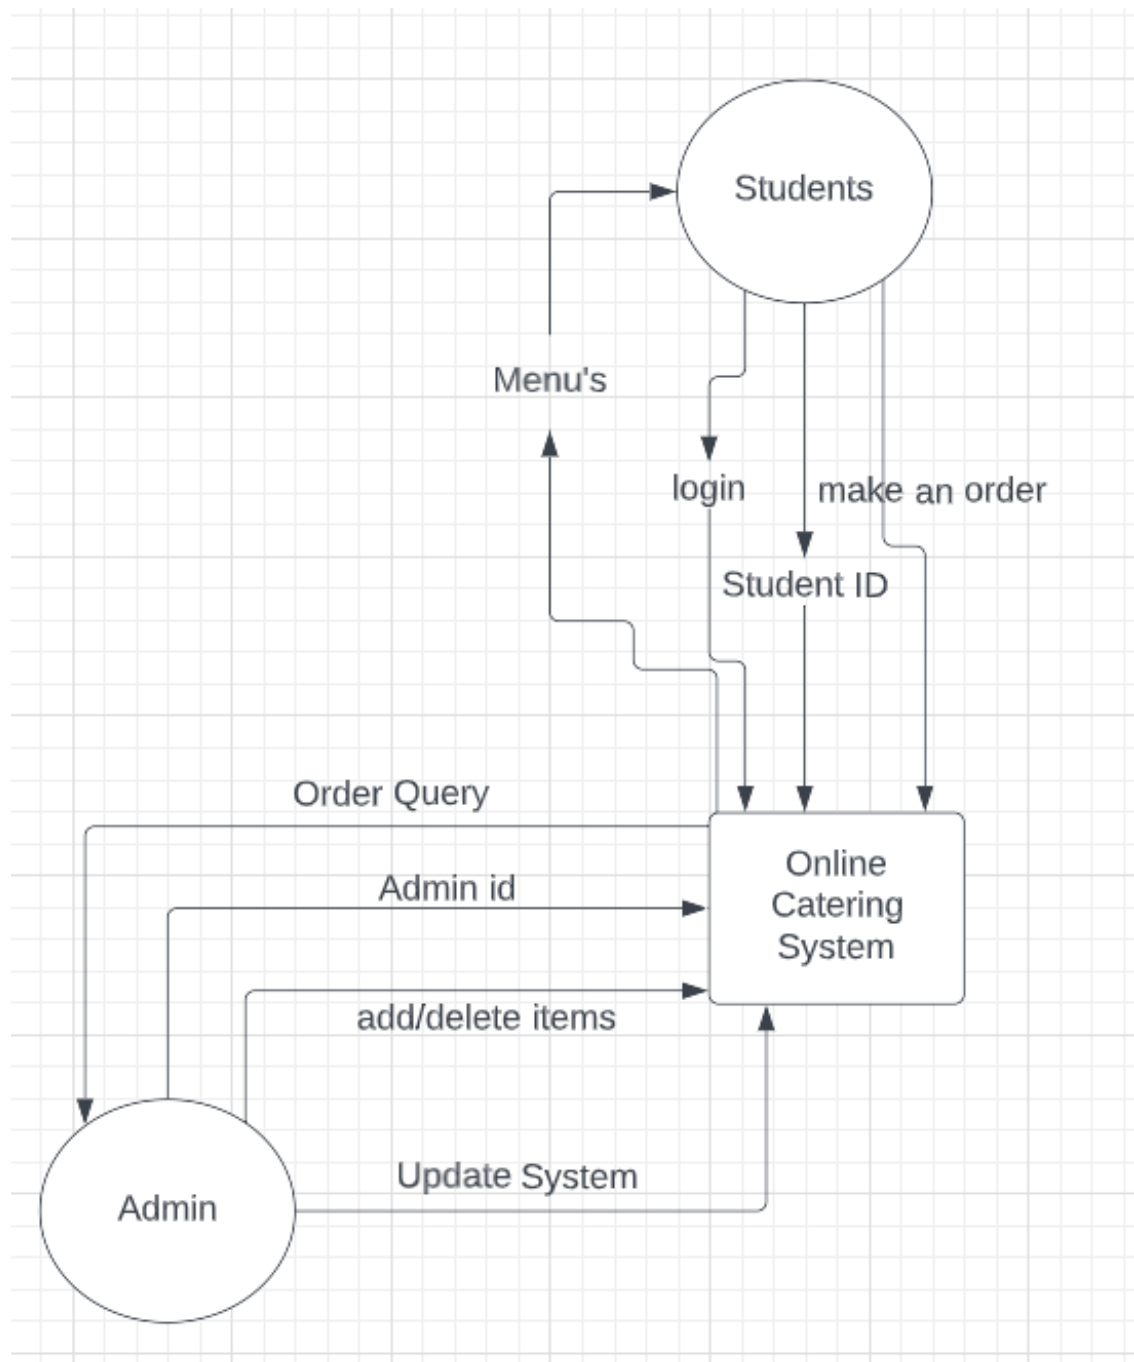 Students
Menu's
login
make an order
Student ID
Order Query
Online
Catering
System
Admin id
add/delete items
Update System
Admin